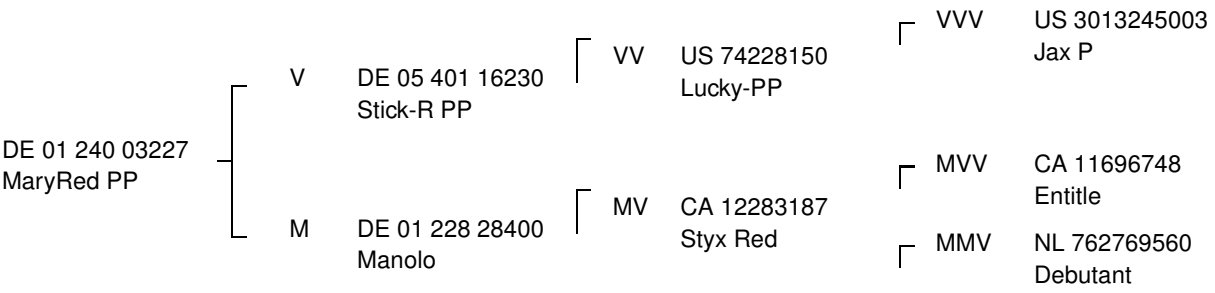 DE 01 240 03227
MaryRed PP
V DE 05 401 16230
Stick-R PP
M DE 01 228 28400
Manolo
VV US 74228150
Lucky-PP
MV CA 12283187
Styx Red
VVV US 3013245003
Jax P
MVV CA 11696748
Entitle
MMV NL 762769560
Debutant